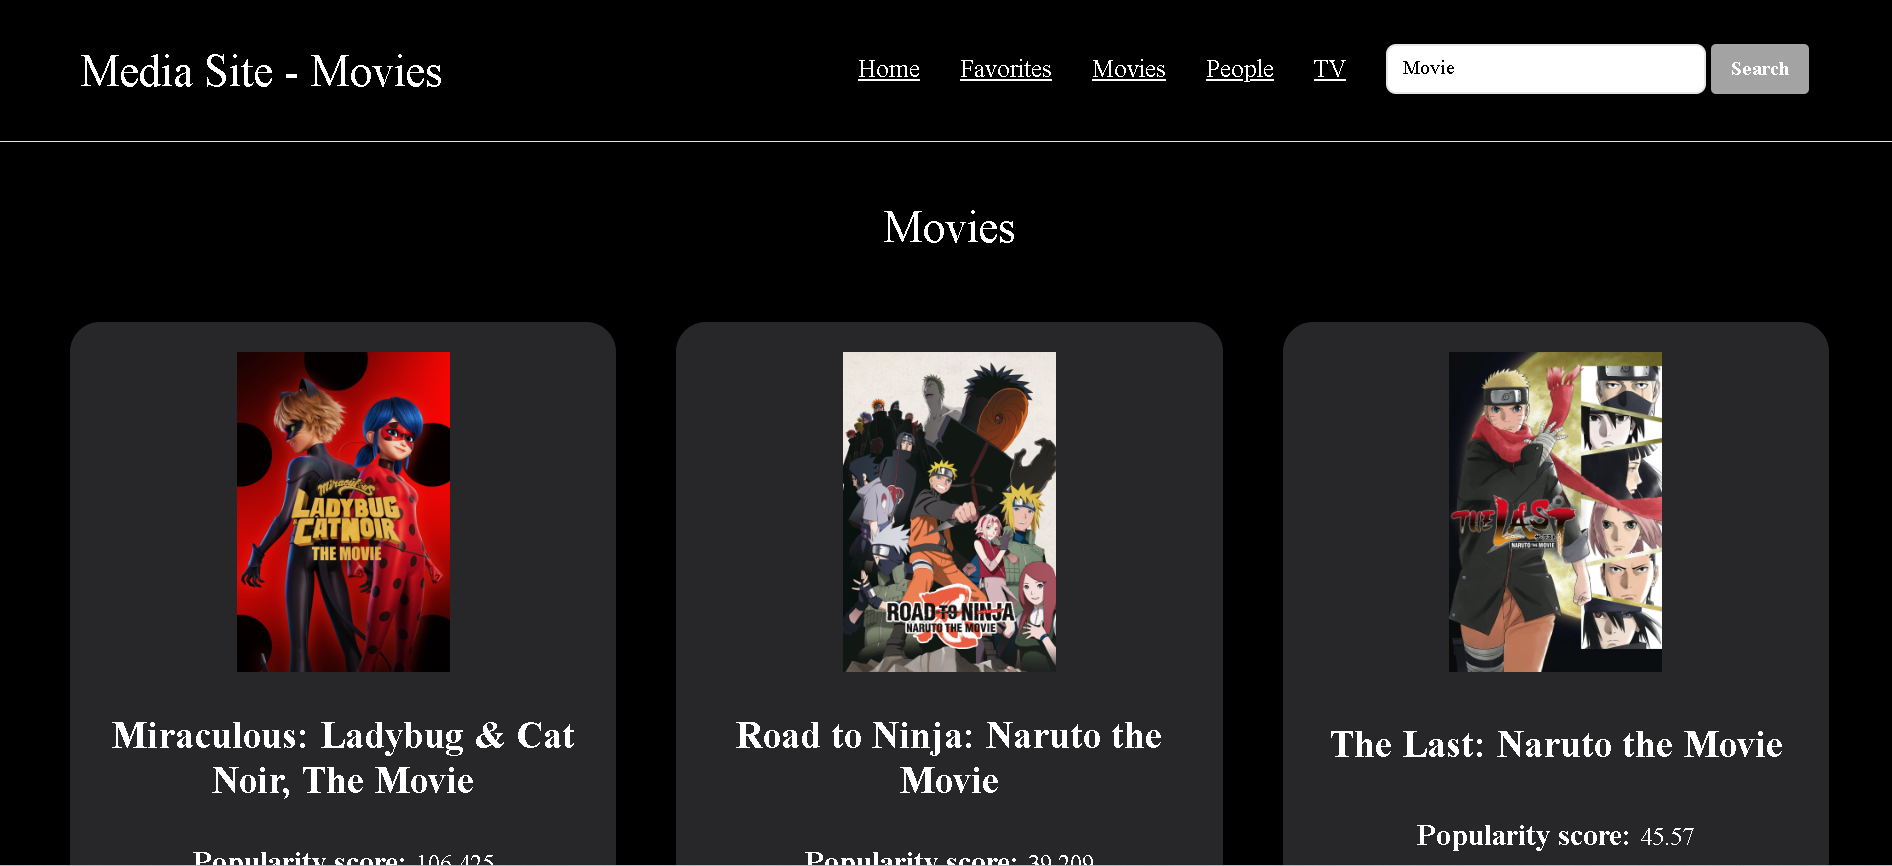 Media Site - Movies
Home Favorites Movies People TV Movie Search
Movies
Miraculous
LADYBUG
CATNOIR
THE MOVIE
ROAD TO NINJA
NARUTO THE MOVIE
THE LAST
NARUTO THE MOVIE
Miraculous: Ladybug & Cat
Noir, The Movie
Road to Ninja: Naruto the
Movie
The Last: Naruto the Movie
Popularity score: 106.425
Popularity score: 39.209
Popularity score: 45.57